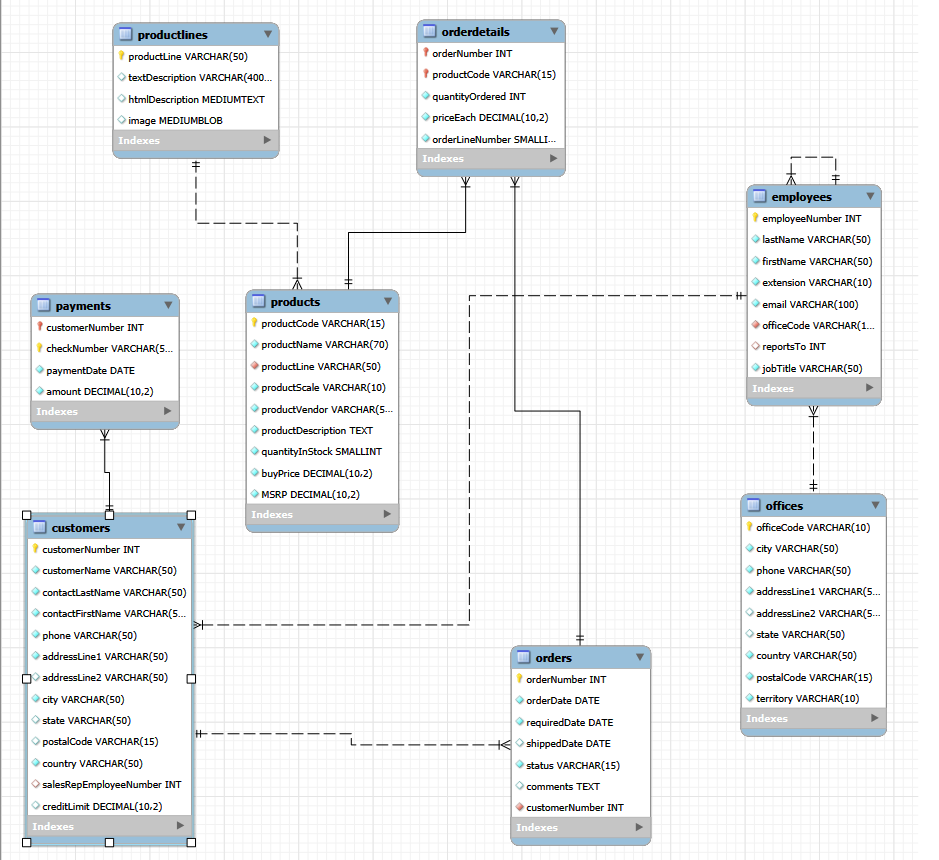 productlines
productLine VARCHAR(50)
textDescription VARCHAR(400...
htmlDescription MEDIUMTEXT
image MEDIUMBLOB
Indexes
orderdetails
orderNumber INT
productCode VARCHAR(15)
quantityOrdered INT
priceEach DECIMAL(10,2)
orderLineNumber SMALLI...
Indexes
employees
employeeNumber INT
lastName VARCHAR(50)
firstName VARCHAR(50)
extension VARCHAR(10)
email VARCHAR(100)
officeCode VARCHAR(1...
reportsTo INT
jobTitle VARCHAR(50)
Indexes
payments
customerNumber INT
checkNumber VARCHAR(5...
paymentDate DATE
amount DECIMAL(10,2)
Indexes
products
productCode VARCHAR(15)
productName VARCHAR(70)
productLine VARCHAR(50)
productScale VARCHAR(10)
productVendor VARCHAR(5...
productDescription TEXT
quantityInStock SMALLINT
buyPrice DECIMAL(10,2)
MSRP DECIMAL(10,2)
Indexes
customers
customerNumber INT
customerName VARCHAR(50)
contactLastName VARCHAR(50)
contactFirstName VARCHAR(5...
phone VARCHAR(50)
addressLine1 VARCHAR(50)
addressLine2 VARCHAR(50)
city VARCHAR(50)
state VARCHAR(50)
postalCode VARCHAR(15)
country VARCHAR(50)
salesRepEmployeeNumber INT
creditLimit DECIMAL(10,2)
Indexes
orders
orderNumber INT
orderDate DATE
requiredDate DATE
shippedDate DATE
status VARCHAR(15)
comments TEXT
customerNumber INT
Indexes
offices
officeCode VARCHAR(10)
city VARCHAR(50)
phone VARCHAR(50)
addressLine1 VARCHAR(5...
addressLine2 VARCHAR(5...
state VARCHAR(50)
country VARCHAR(50)
postalCode VARCHAR(15)
territory VARCHAR(10)
Indexes